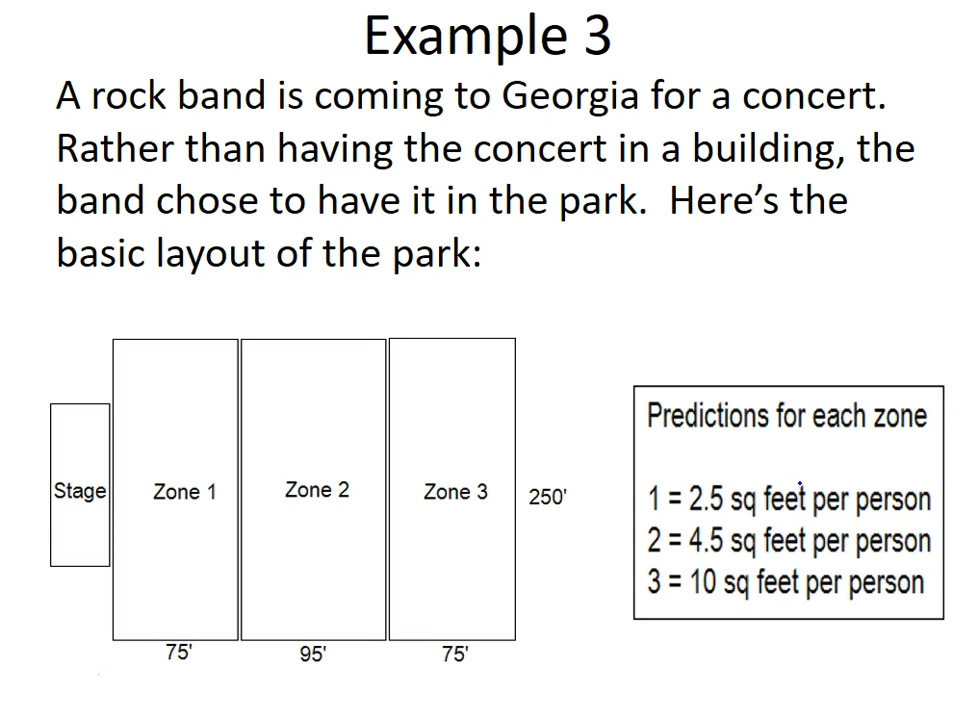 Example 3
A rock band is coming to Georgia for a concert.
Rather than having the concert in a building, the
band chose to have it in the park.  Here’s the
basic layout of the park:
Stage
Zone 1
Zone 2
Zone 3
250'
75'
95'
75'
Predictions for each zone
1 = 2.5 sq feet per person
2 = 4.5 sq feet per person
3 = 10 sq feet per person